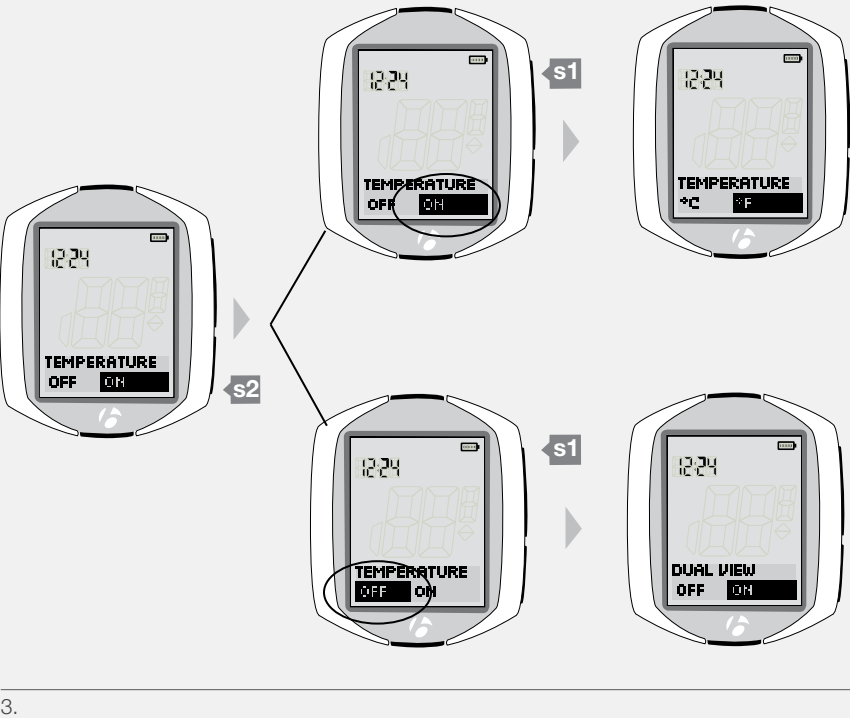 12:24
TEMPERATURE
OFF ON
s1
12:24
TEMPERATURE
°C °F
12:24
TEMPERATURE
OFF ON
s2
12:24
TEMPERATURE
OFF ON
s1
12:24
DUAL VIEW
OFF ON
3.